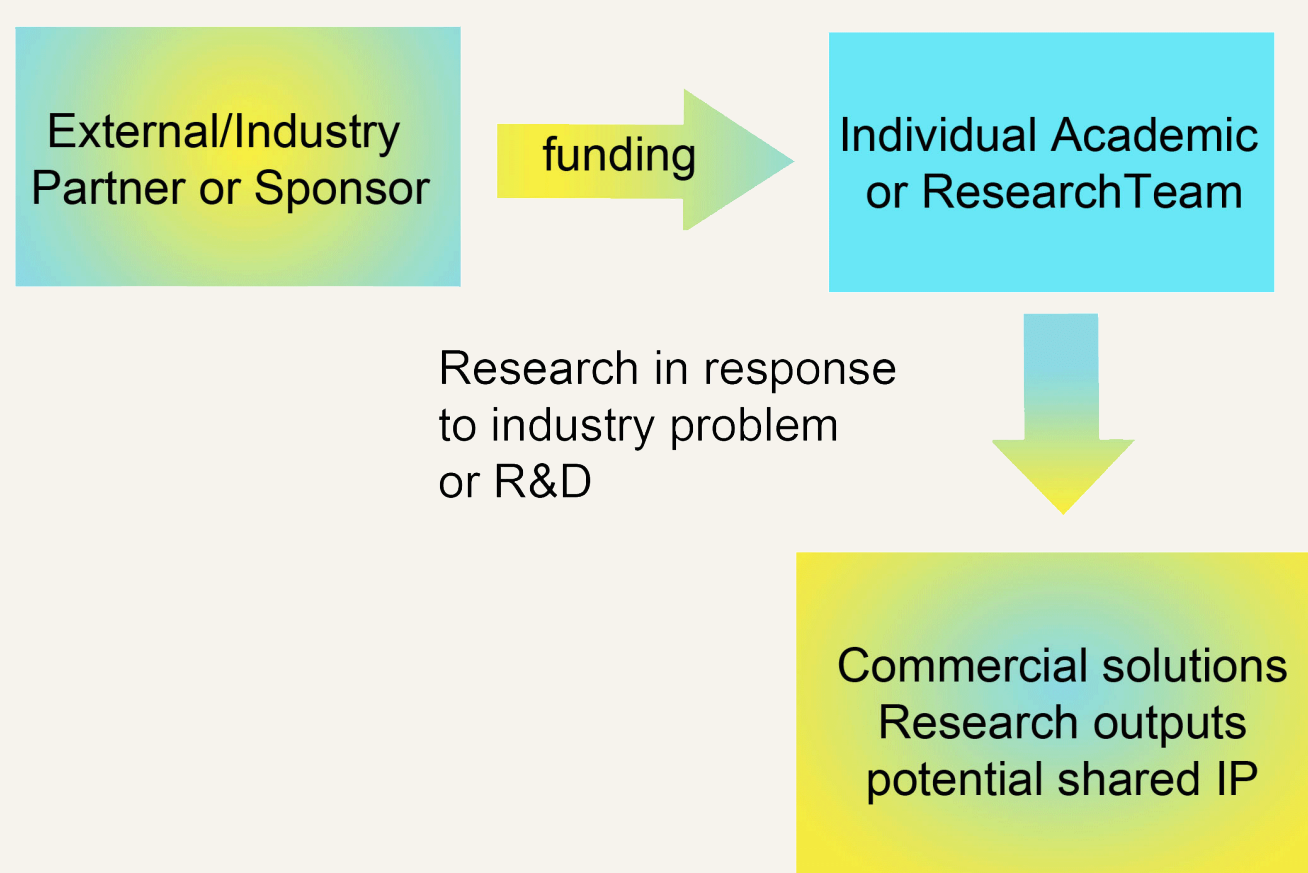 External/Industry
Partner or Sponsor
funding
Individual Academic
or ResearchTeam
Research in response
to industry problem
or R&D
Commercial solutions
Research outputs
potential shared IP